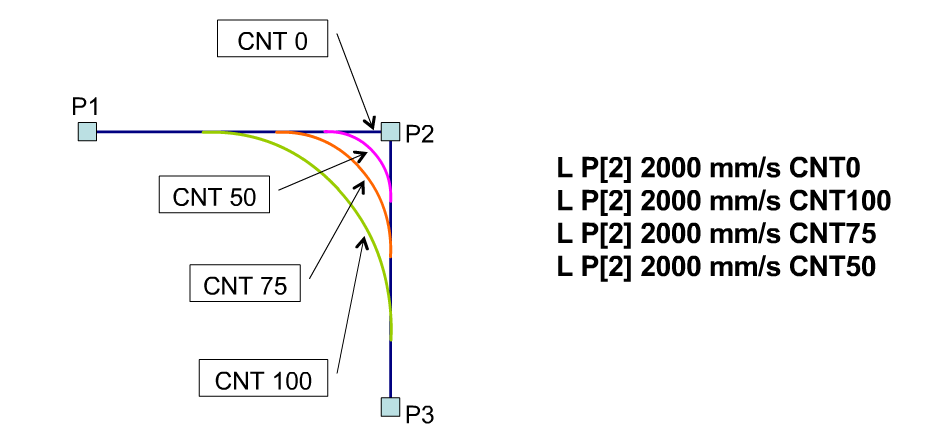 CNT 0
P1
P2
CNT 50
CNT 75
CNT 100
P3
L P[2] 2000 mm/s CNT0
L P[2] 2000 mm/s CNT100
L P[2] 2000 mm/s CNT75
L P[2] 2000 mm/s CNT50